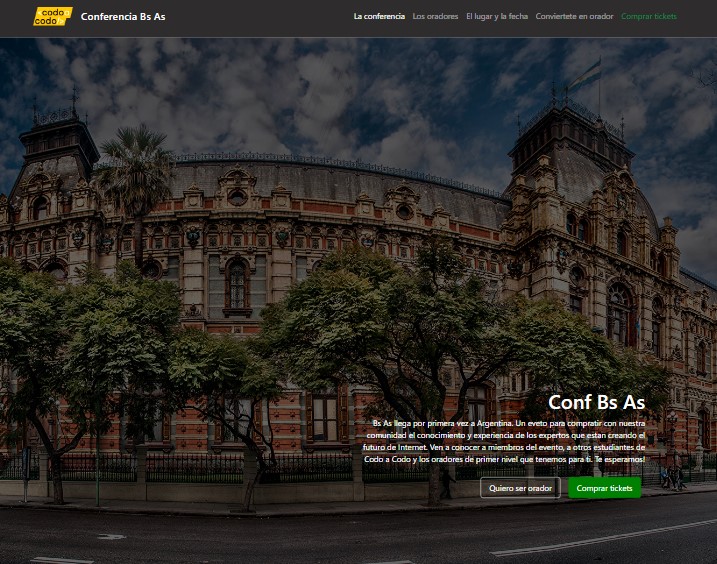 codo a
codo
Conferencia Bs As
La conferencia Los oradores El lugar y la fecha Conviertete en orador Comprar tickets
Conf Bs As
Bs As llega por primera vez a Argentina. Un eveto para compratir con nuestra
comunidad el conocimiento y experiencia de los expertos que estan creando el
futuro de Internet. Ven a conocer a miembros del evento, a otros estudiantes de
Codo a Codo y los oradores de primer nivel que tenemos para ti. Te esperamos!
Quiero ser orador Comprar tickets